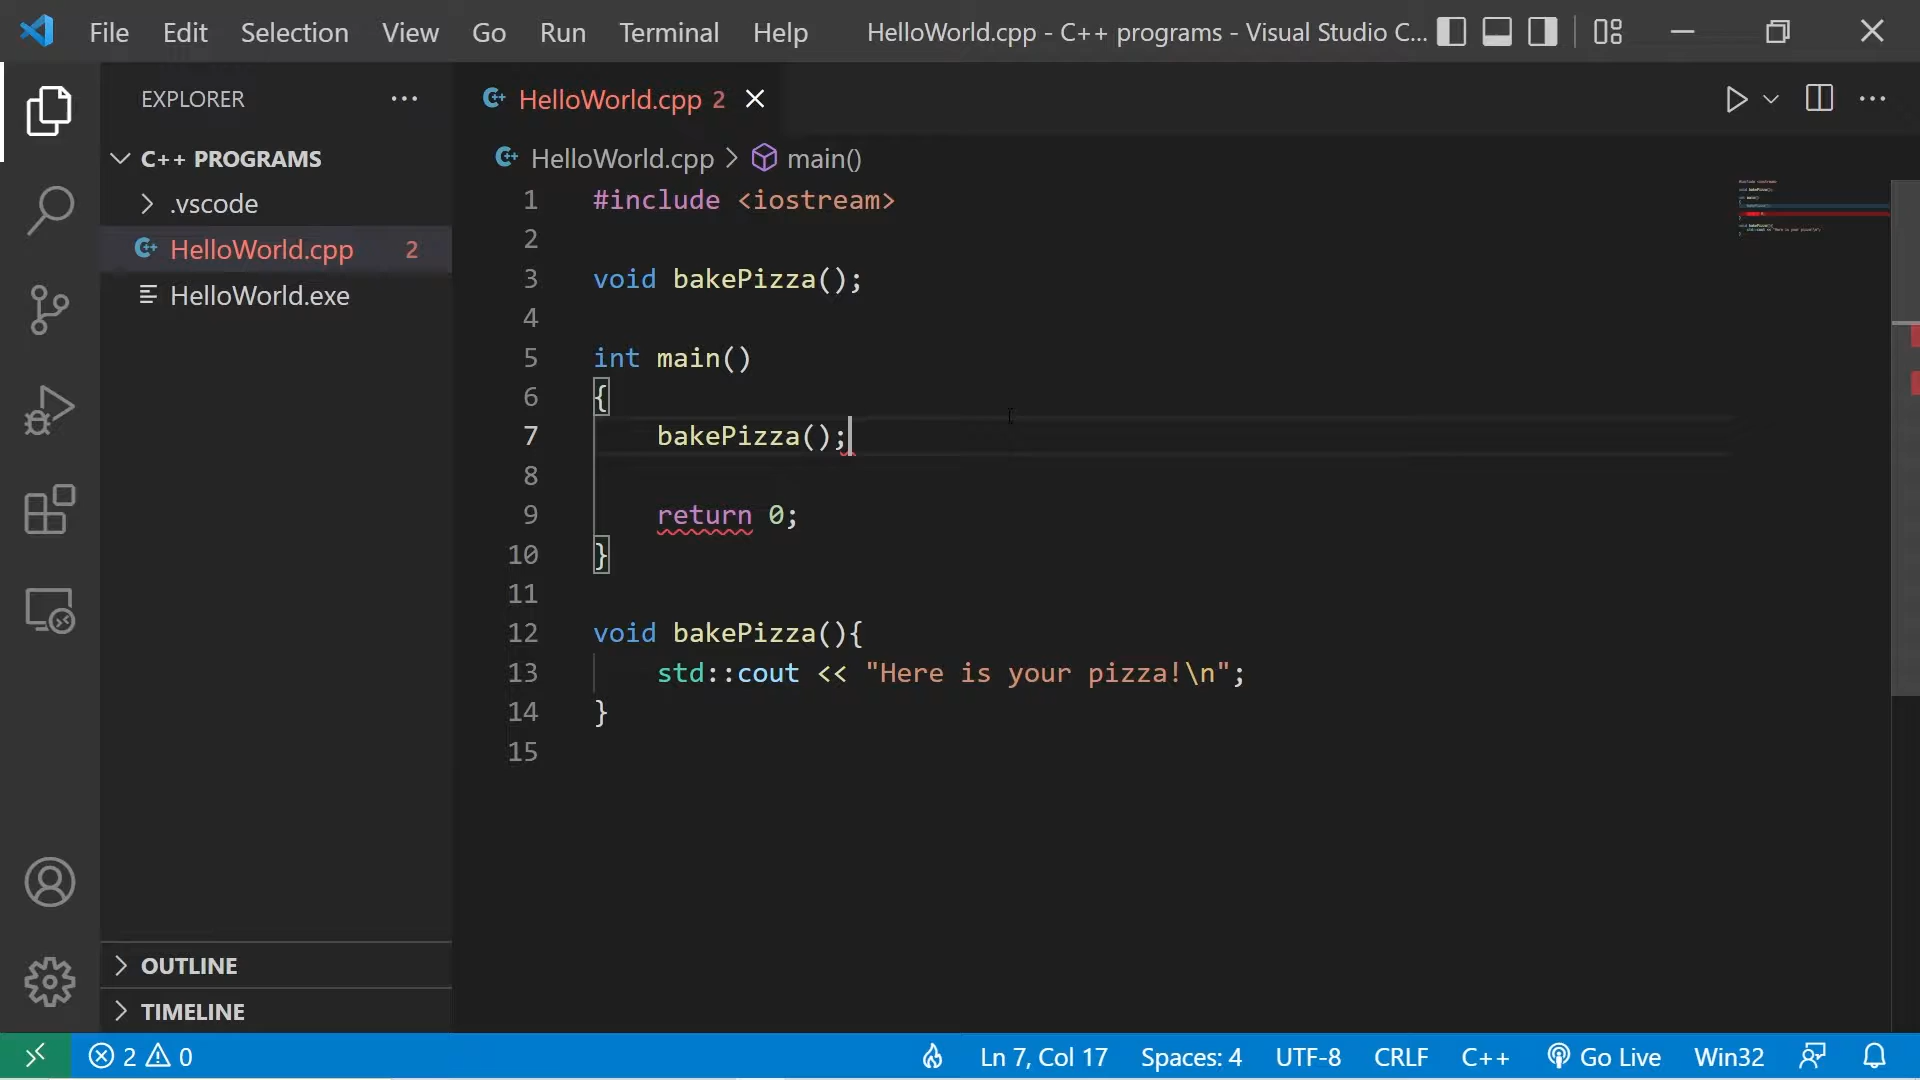 File Edit Selection View Go Run Terminal Help HelloWorld.cpp - C++ programs - Visual Studio C...
EXPLORER
HelloWorld.cpp 2
C++ PROGRAMS
HelloWorld.cpp > main()
.vscode
HelloWorld.cpp 2
HelloWorld.exe
1 #include <iostream>
2
3 void bakePizza();
4
5 int main()
6 {
7 bakePizza();
8
9 return 0;
10 }
11
12 void bakePizza(){
13 std::cout << "Here is your pizza!\n";
14 }
15
OUTLINE
TIMELINE
2 0 Ln 7, Col 17 Spaces: 4 UTF-8 CRLF C++ Go Live Win32